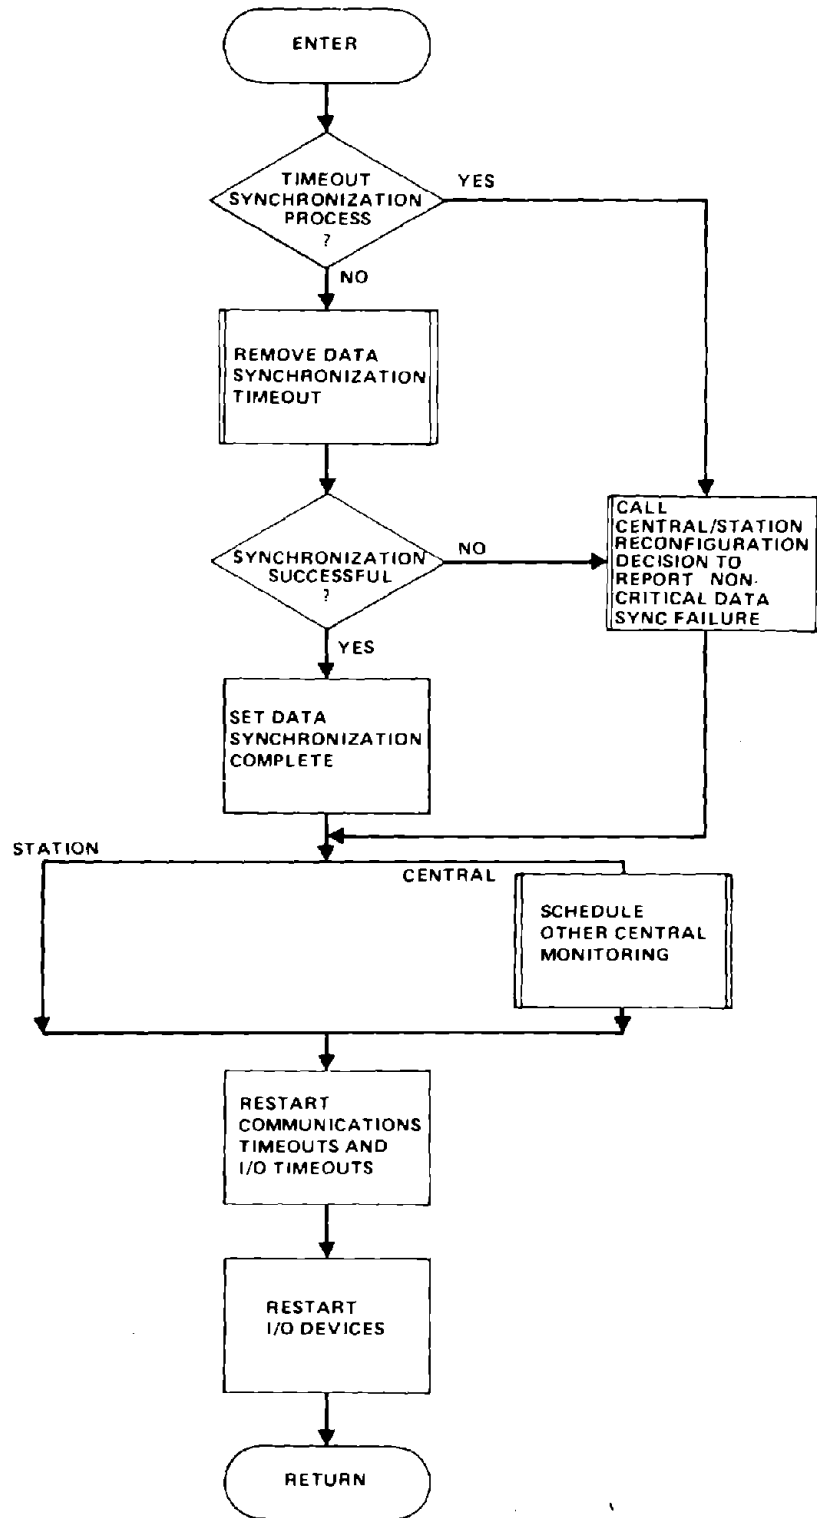 ENTER
TIMEOUT
SYNCHRONIZATION
PROCESS
?
YES
NO
REMOVE DATA
SYNCHRONIZATION
TIMEOUT
SYNCHRONIZATION
SUCCESSFUL
?
NO
CALL
CENTRAL/STATION
RECONFIGURATION
DECISION TO
REPORT NON-
CRITICAL DATA
SYNC FAILURE
YES
SET DATA
SYNCHRONIZATION
COMPLETE
STATION
CENTRAL
SCHEDULE
OTHER CENTRAL
MONITORING
RESTART
COMMUNICATIONS
TIMEOUTS AND
I/O TIMEOUTS
RESTART
I/O DEVICES
RETURN